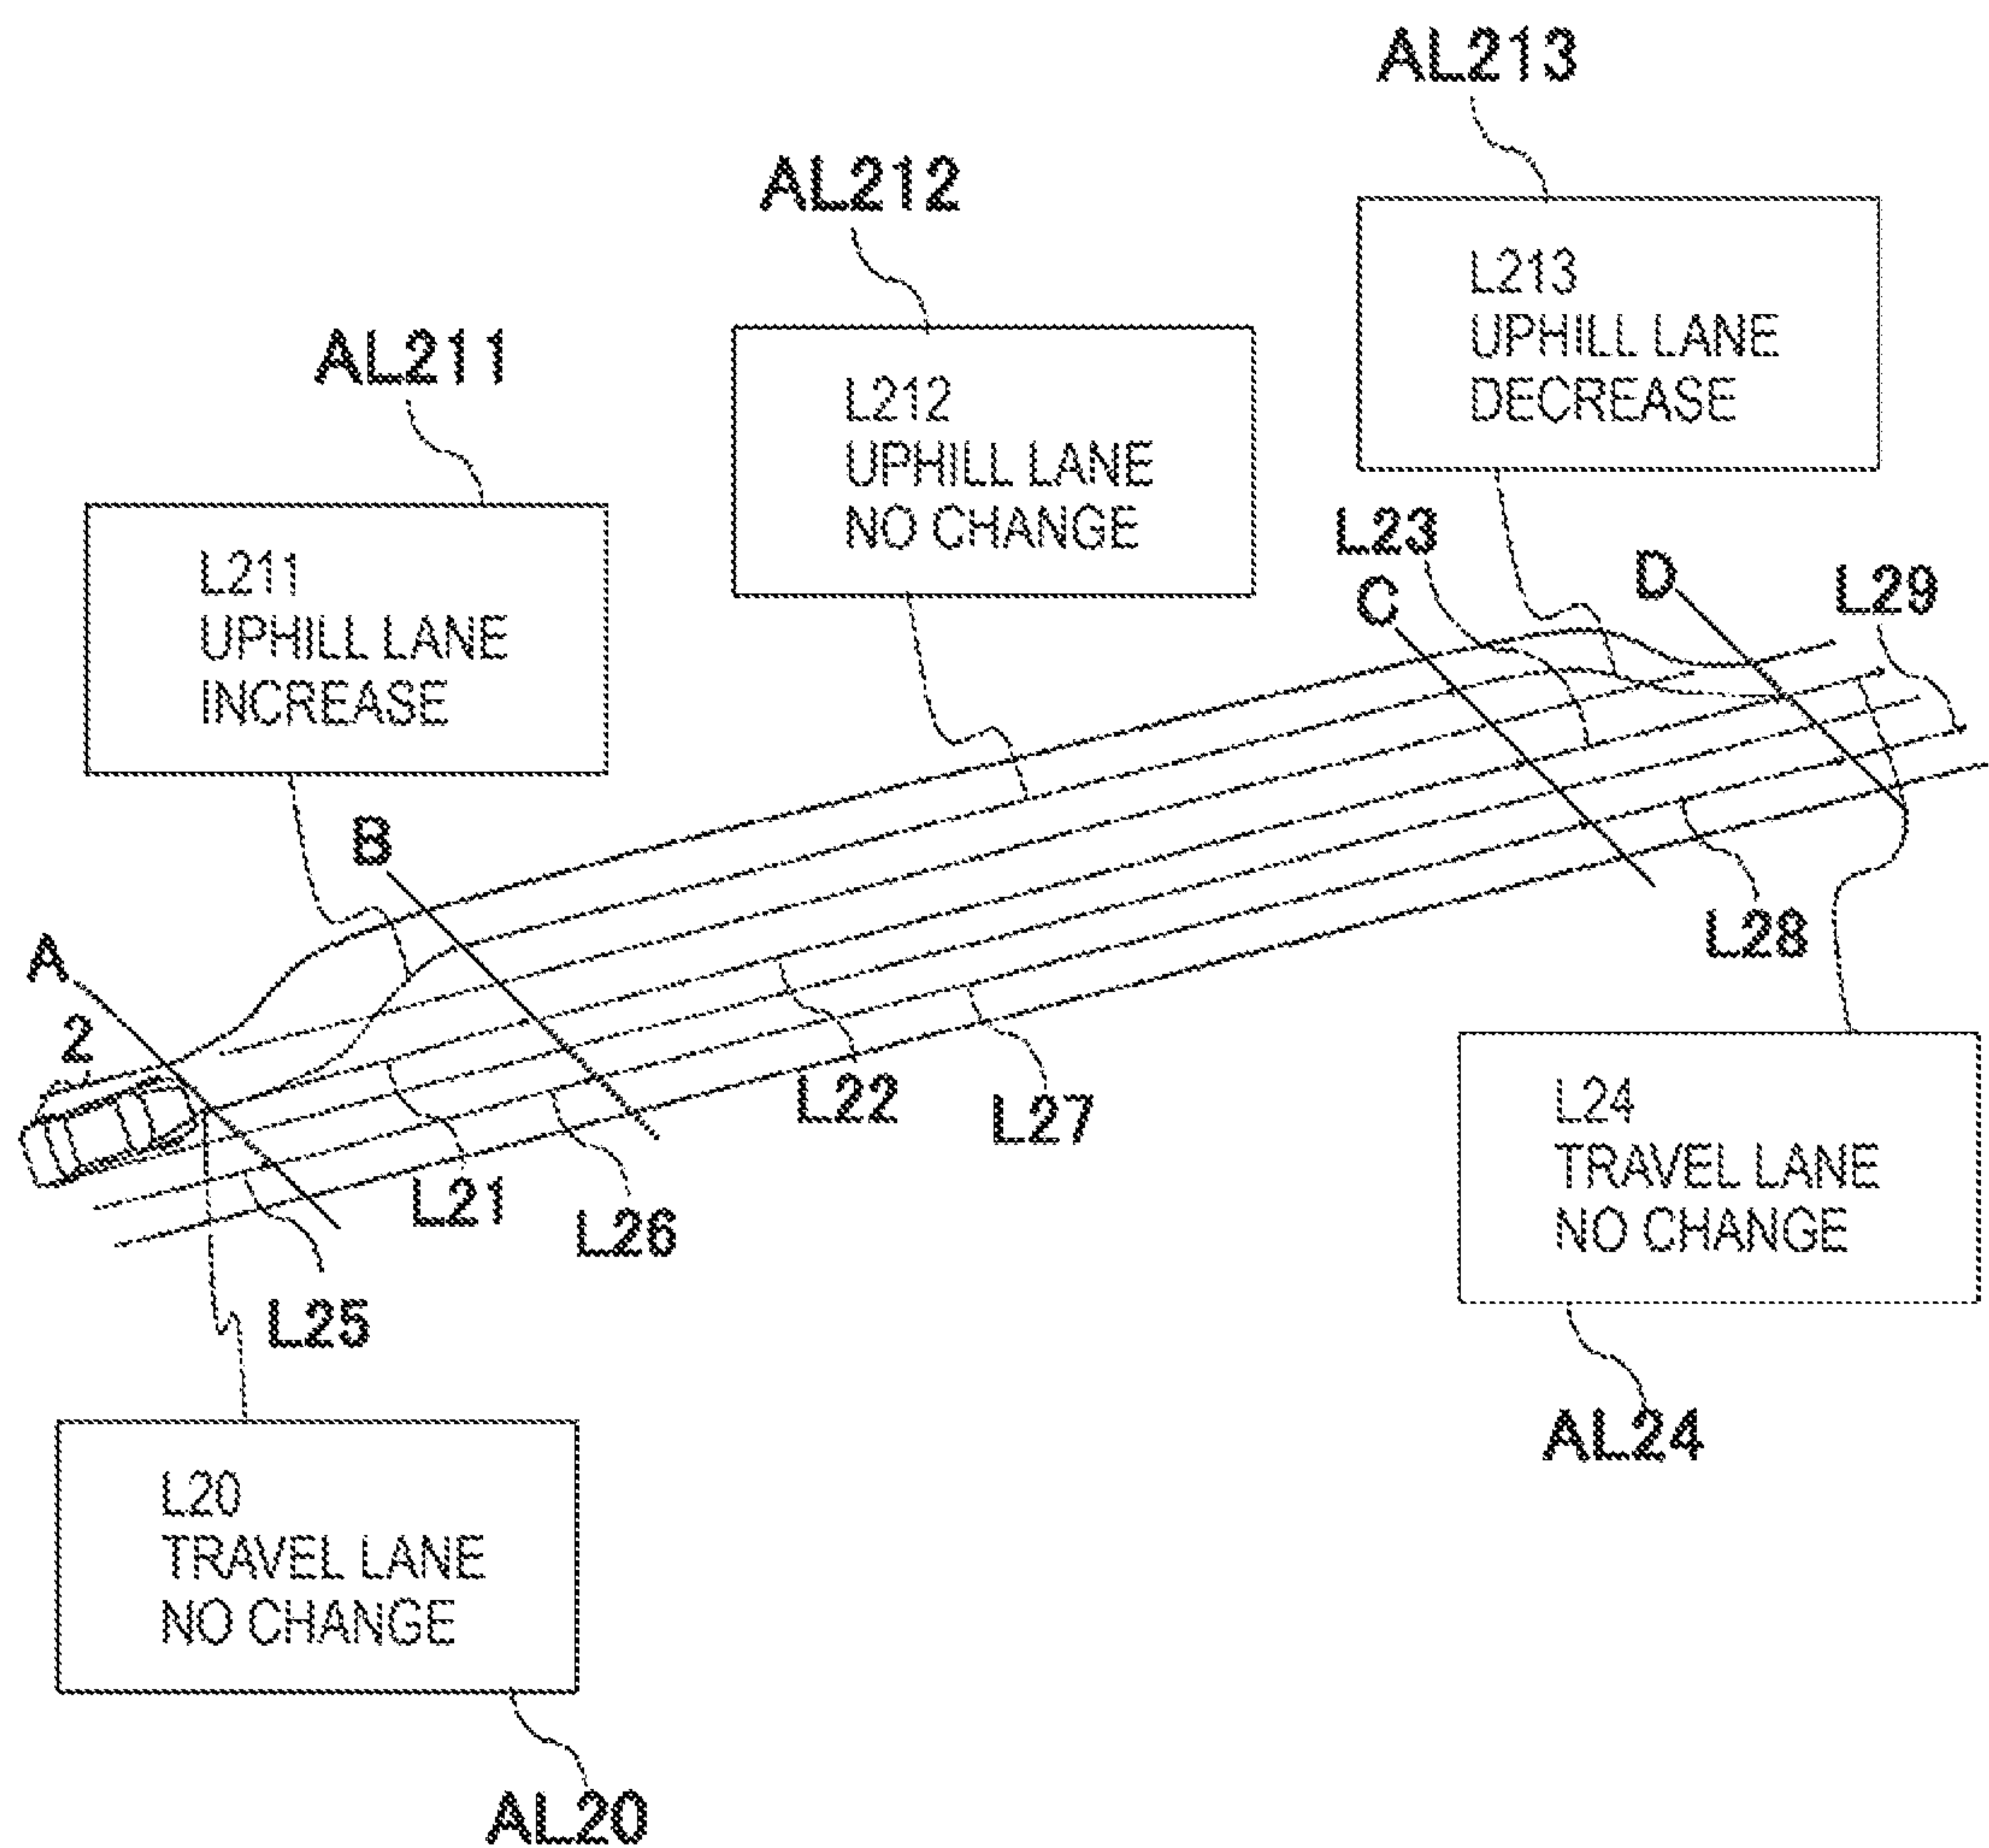 AL213
AL212
L213
UPHILL LANE
DECREASE
AL211
L212
UPHILL LANE
NO CHANGE
L23
C
D
L29
L211
UPHILL LANE
INCREASE
B
A
2
L28
L22
L27
L21
L26
L25
L24
TRAVEL LANE
NO CHANGE
AL24
L20
TRAVEL LANE
NO CHANGE
AL20